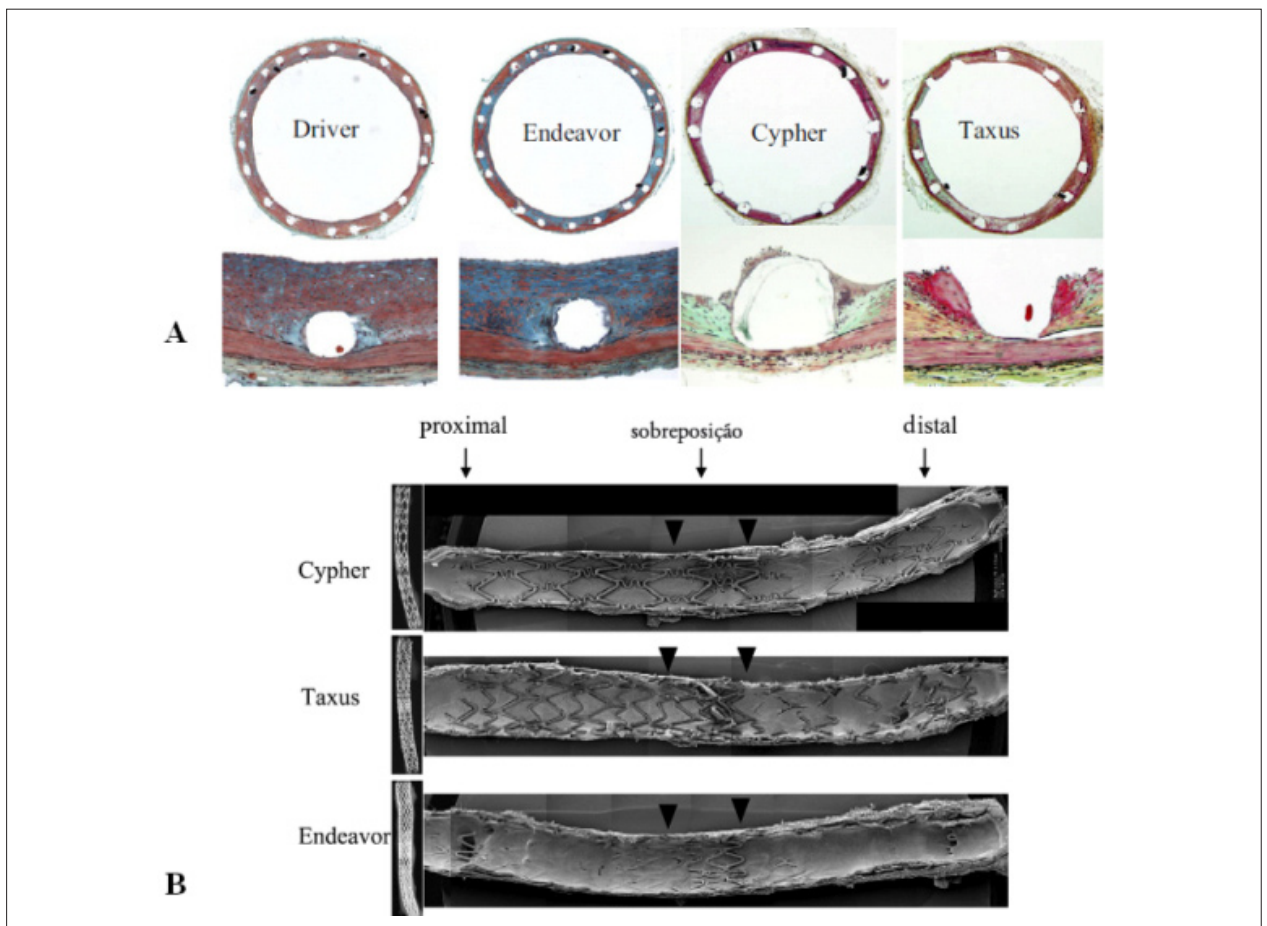 Driver
Endeavor
Cypher
Taxus
A
proximal
sobreposição
distal
Cypher
Taxus
Endeavor
B